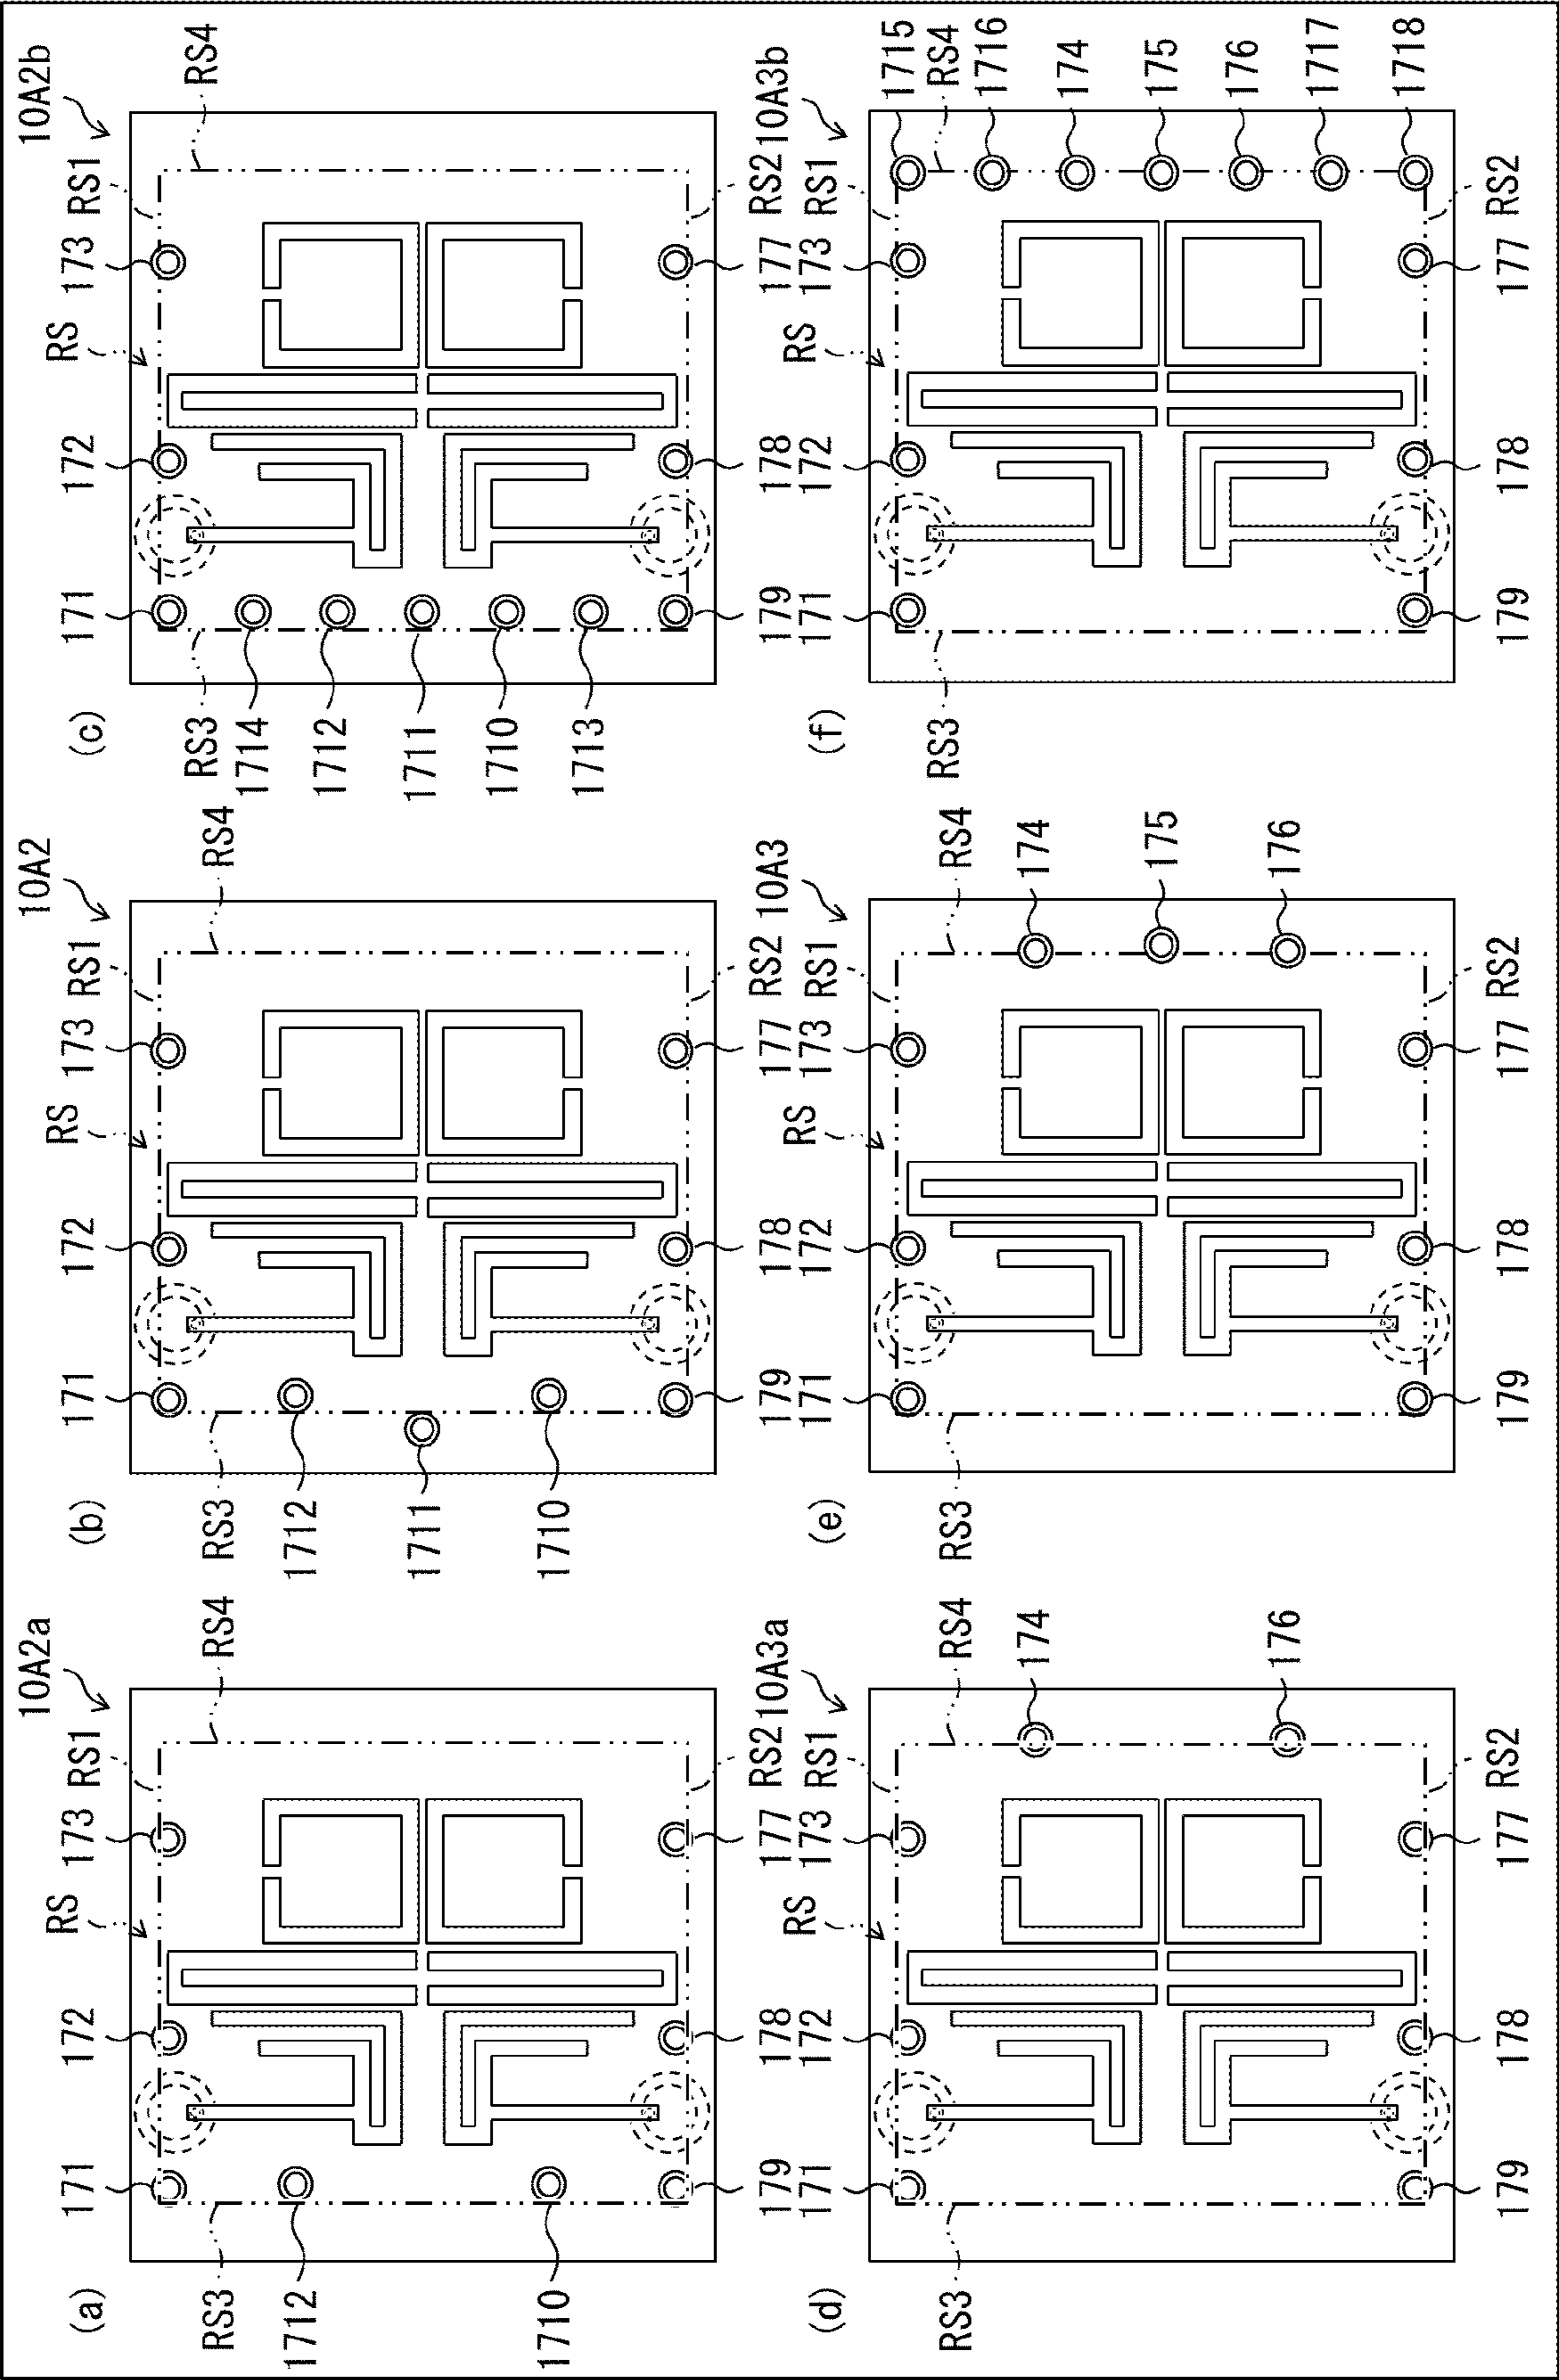 (a)
10A2a
RS
RS1
171
172
173
RS3
RS4
1712
1710
179
178
177
RS2
(b)
10A2
RS
RS1
171
172
173
RS3
RS4
1712
1711
1710
179
178
177
RS2
(c)
10A2b
RS
RS1
171
172
173
RS3
RS4
1714
1712
1711
1710
1713
179
178
177
RS2
(d)
10A3a
RS
RS1
171
172
173
RS3
RS4
174
176
179
178
177
RS2
(e)
10A3
RS
RS1
171
172
173
RS3
RS4
174
175
176
179
178
177
RS2
(f)
10A3b
RS
RS1
171
172
173
1715
RS3
RS4
1716
174
175
176
1717
1718
179
178
177
RS2